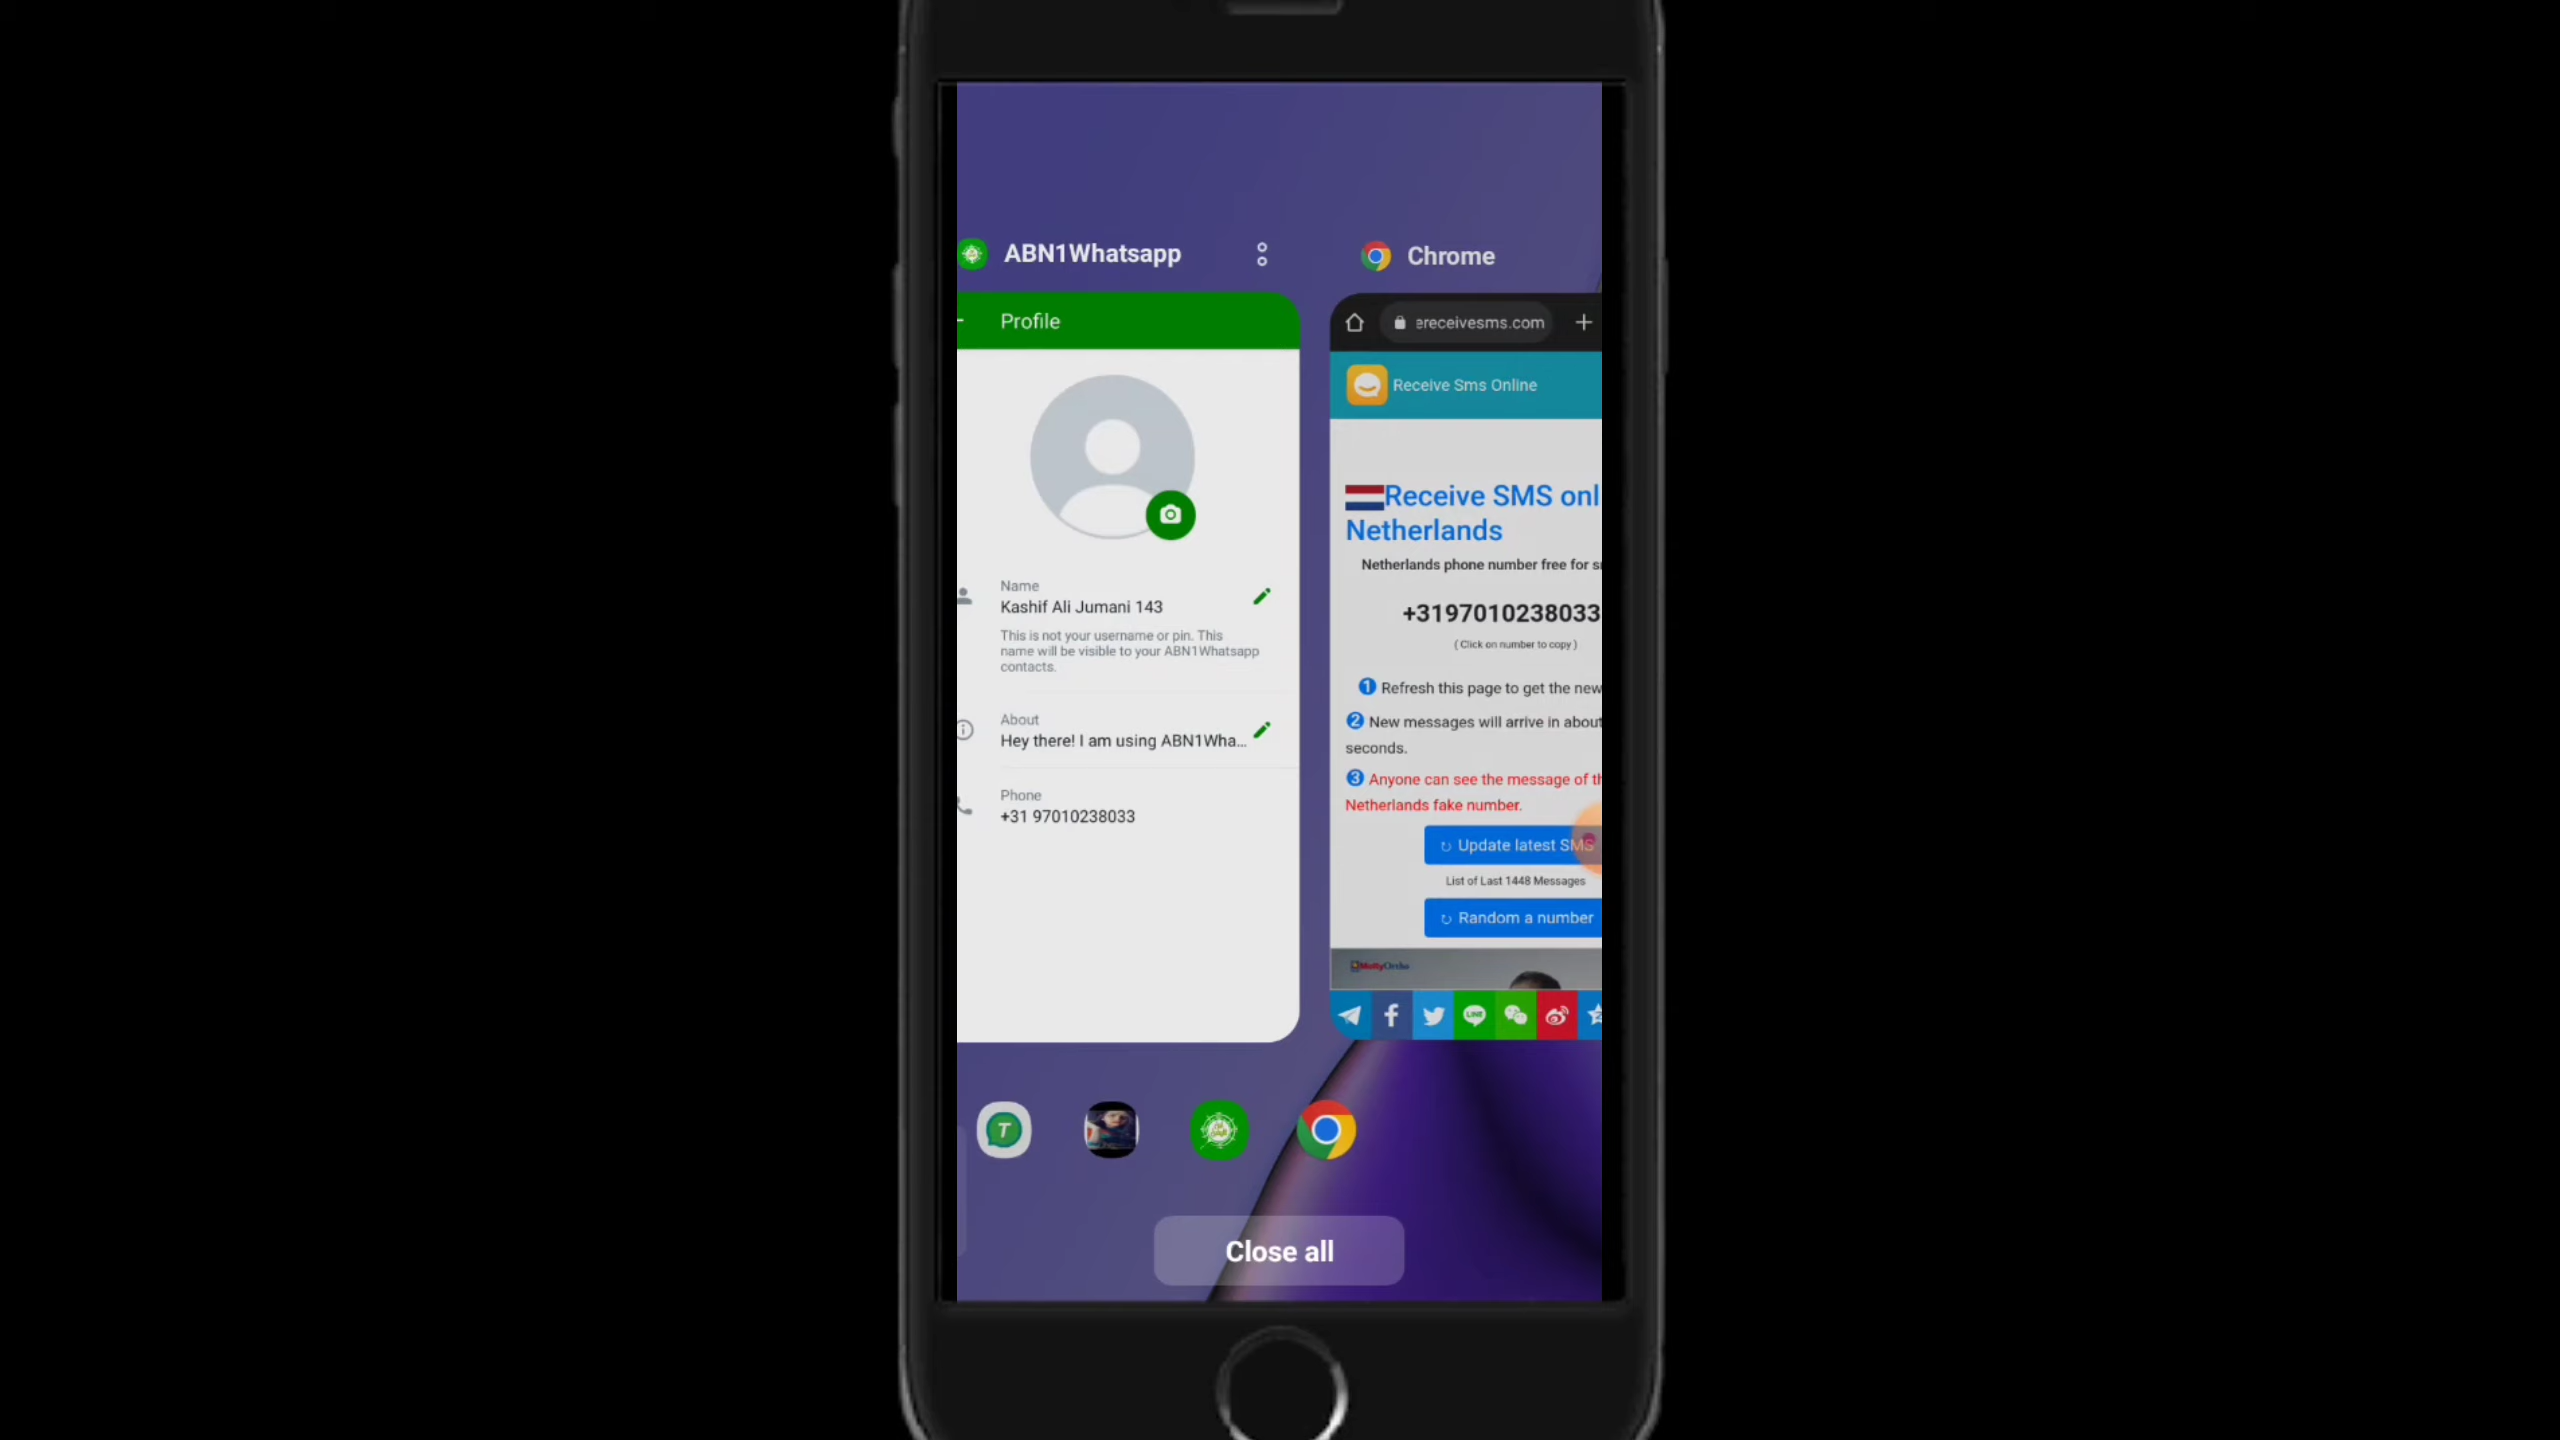 ABN1Whatsapp
Profile
Name
Kashif Ali Jumani 143
This is not your username or pin. This
name will be visible to your ABN1Whatsapp
contacts.
About
Hey there! I am using ABN1Wha...
Phone
+31 97010238033
Chrome
ereceivesms.com
Receive Sms Online
Receive SMS onl
Netherlands
Netherlands phone number free for s
+3197010238033
( Click on number to copy )
1 Refresh this page to get the new
2 New messages will arrive in about
seconds.
3 Anyone can see the message of th
Netherlands fake number.
Update latest SMS
List of Last 1448 Messages
Random a number
LINE
T
Close all